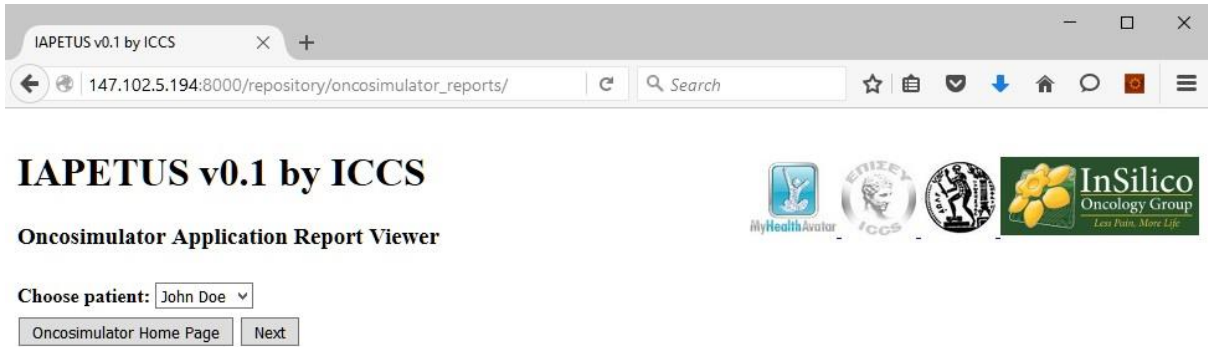 IAPETUS v0.1 by ICCS
147.102.5.194:8000/repository/oncosimulator_reports/
Search
IAPETUS v0.1 by ICCS
MyHealthAvatar
ΕΠΙΣΕΥ
ICCS
InSilico
Oncology Group
Less Pain, More Life
Oncosimulator Application Report Viewer
Choose patient: John Doe
Oncosimulator Home Page Next